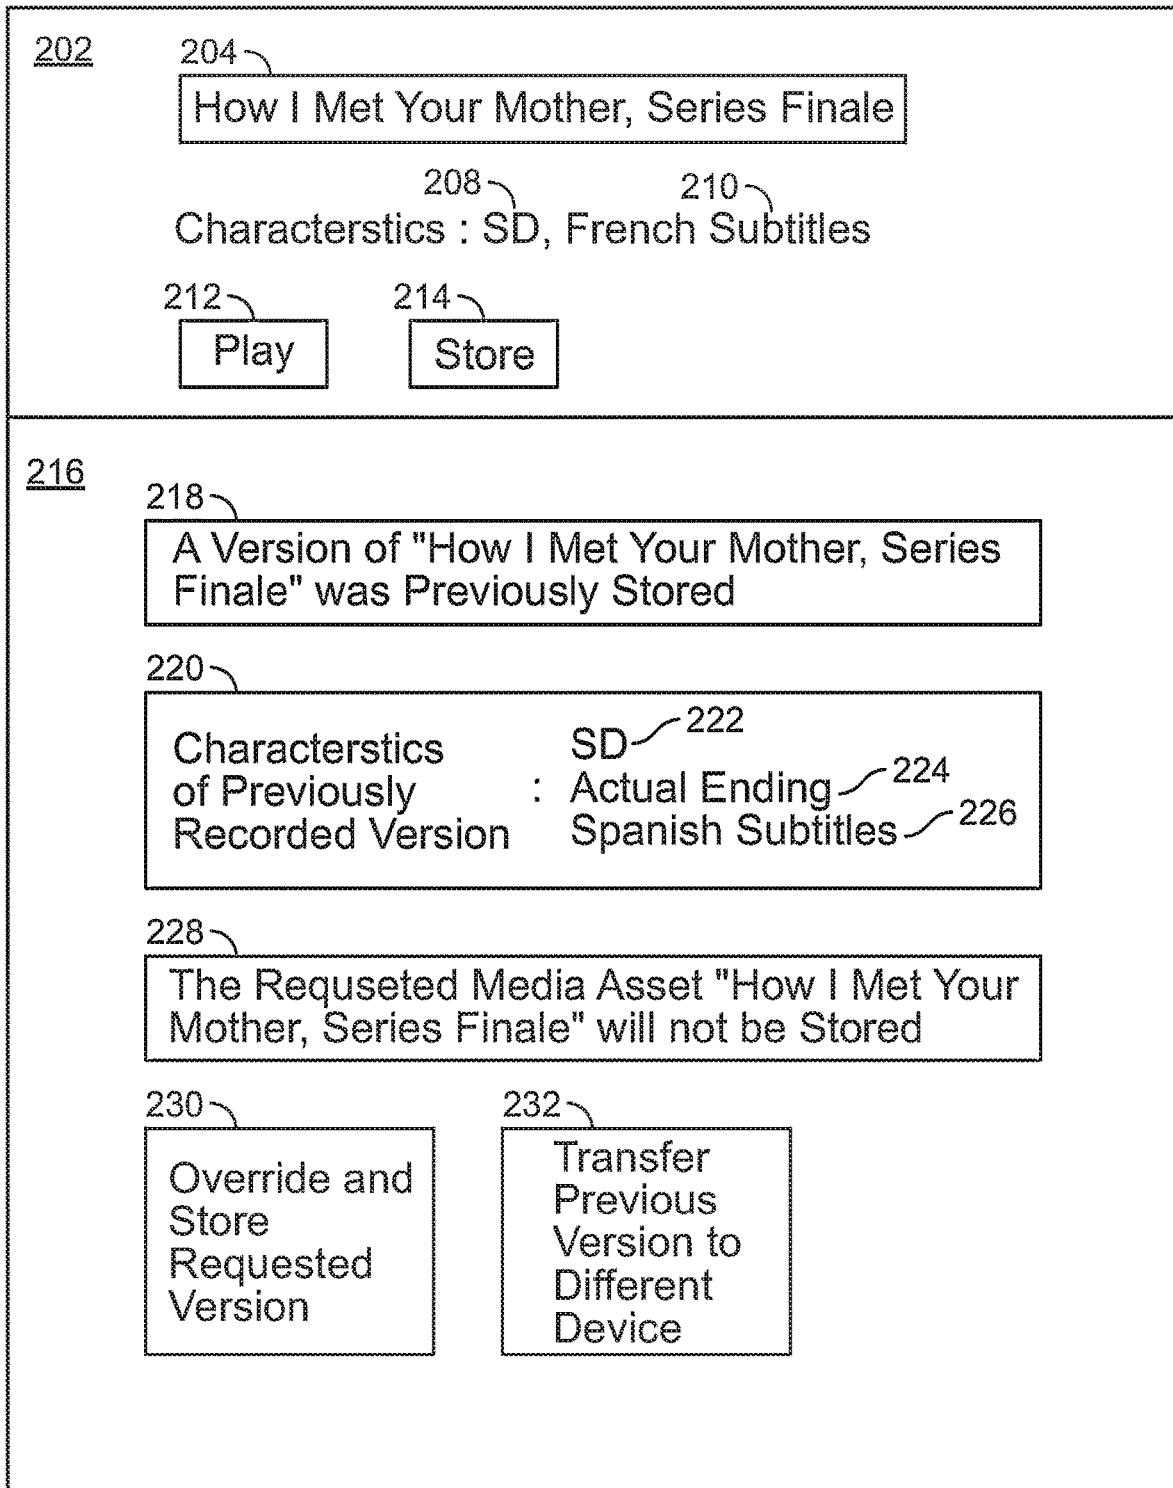 202
204
How I Met Your Mother, Series Finale
208
210
Characterstics : SD, French Subtitles
212
214
Play
Store
216
218
A Version of "How I Met Your Mother, Series
Finale" was Previously Stored
220
Characterstics
of Previously
Recorded Version
:
SD
222
Actual Ending
224
Spanish Subtitles
226
228
The Requseted Media Asset "How I Met Your
Mother, Series Finale" will not be Stored
230
Override and
Store
Requested
Version
232
Transfer
Previous
Version to
Different
Device